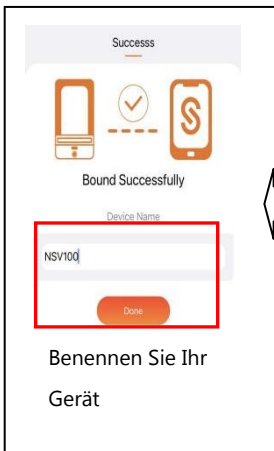 Successs
Bound Successfully
Device Name
NSV100
Done
Benennen Sie Ihr
Gerät